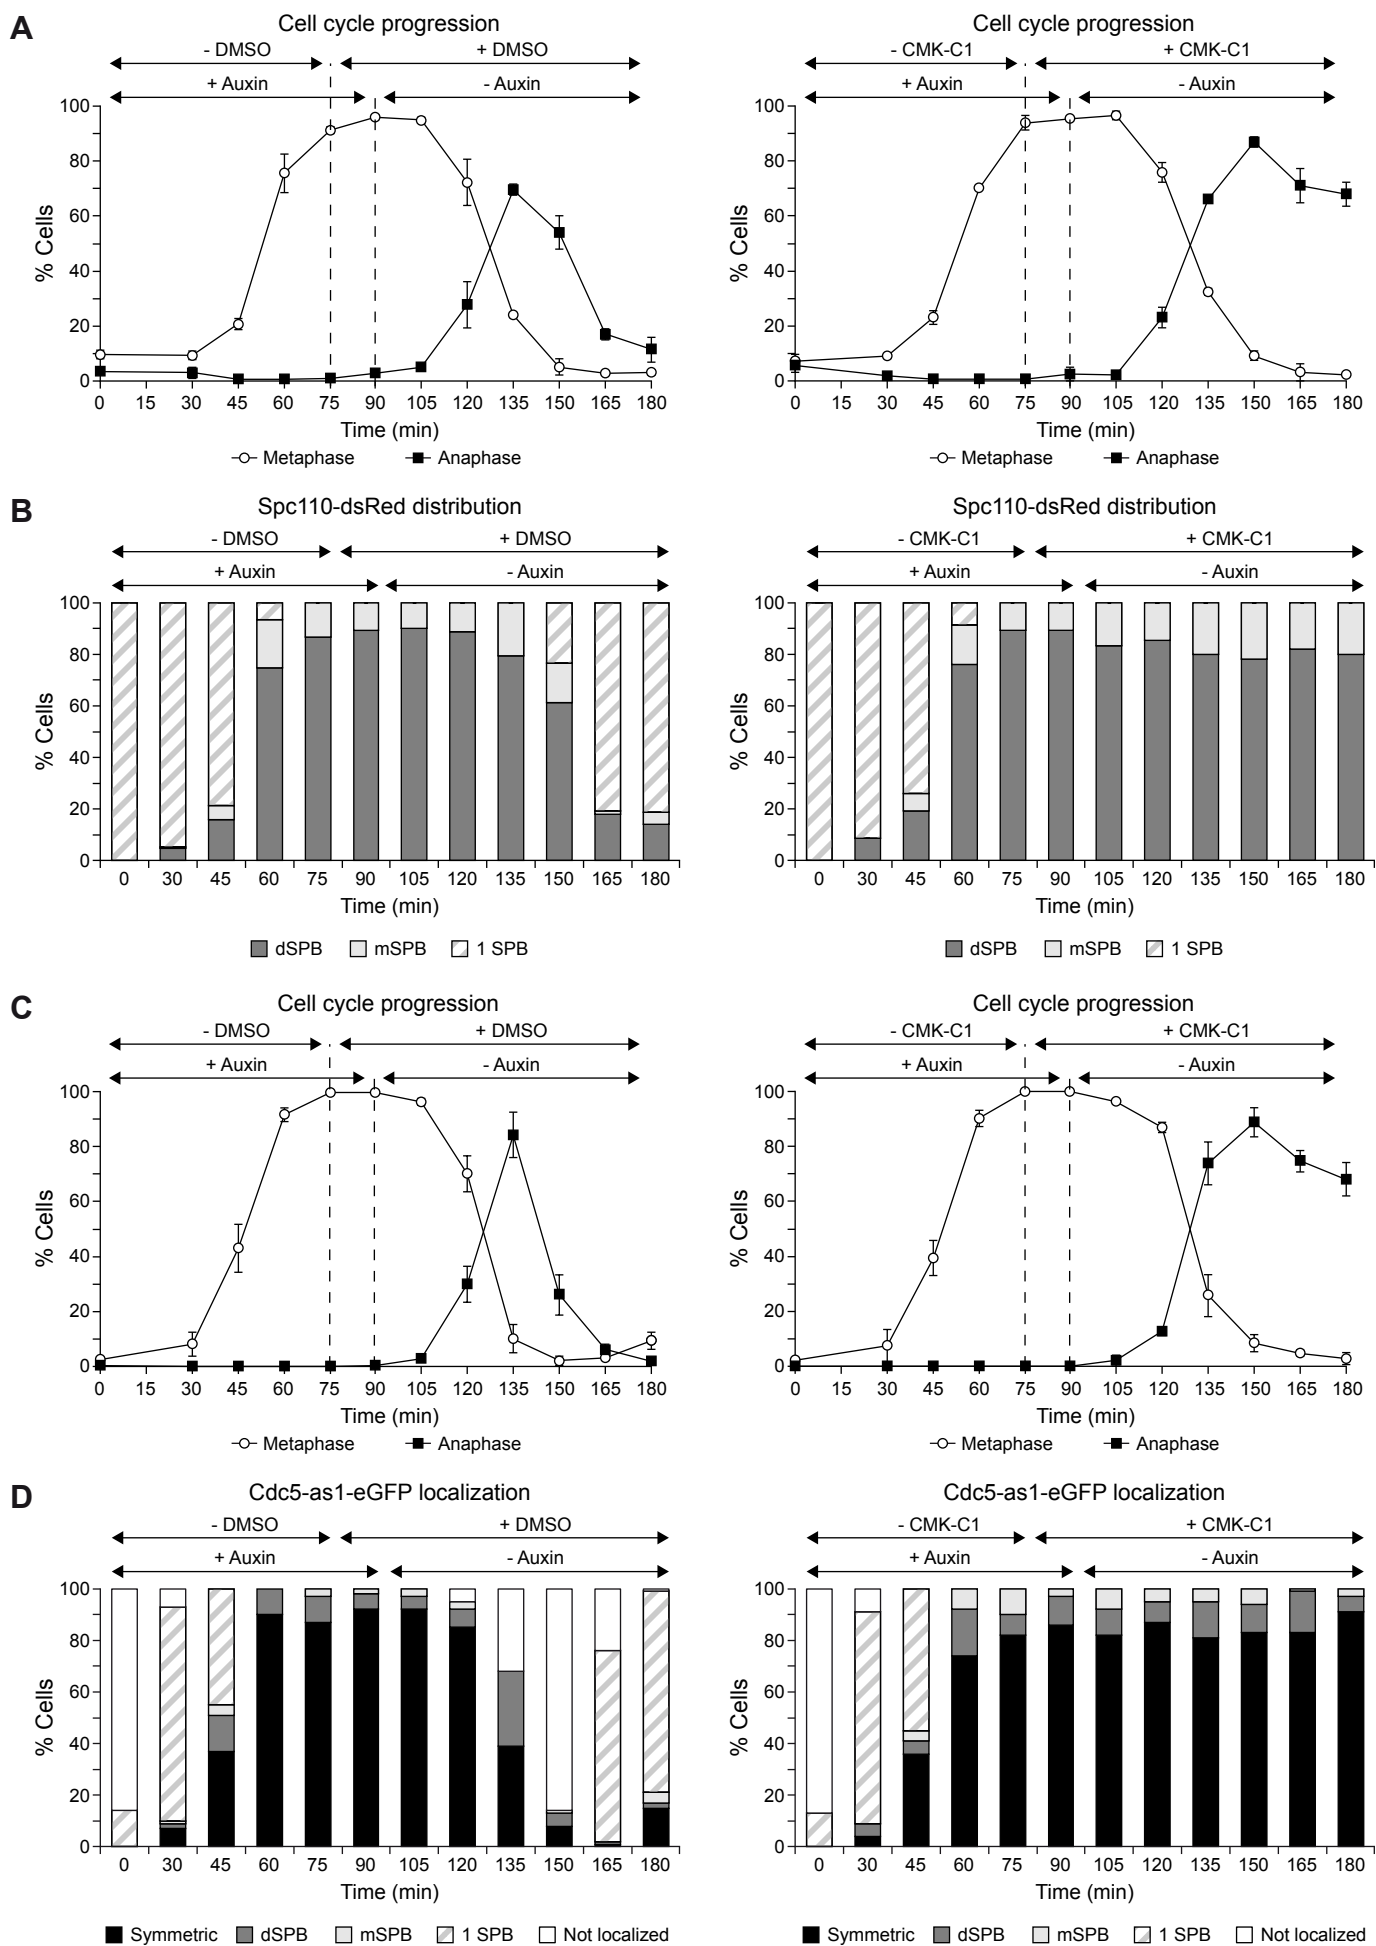 A
Cell cycle progression
- DMSO
+ DMSO
+ Auxin
- Auxin
% Cells
100
80
60
40
20
0
0 15 30 45 60 75 90 105 120 135 150 165 180
Time (min)
Metaphase Anaphase
Cell cycle progression
- CMK-C1
+ CMK-C1
+ Auxin
- Auxin
% Cells
100
80
60
40
20
0
0 15 30 45 60 75 90 105 120 135 150 165 180
Time (min)
Metaphase Anaphase
B
Spc110-dsRed distribution
- DMSO
+ DMSO
+ Auxin
- Auxin
% Cells
100
80
60
40
20
0
0 30 45 60 75 90 105 120 135 150 165 180
Time (min)
dSPB mSPB 1 SPB
Spc110-dsRed distribution
- CMK-C1
+ CMK-C1
+ Auxin
- Auxin
% Cells
100
80
60
40
20
0
0 30 45 60 75 90 105 120 135 150 165 180
Time (min)
dSPB mSPB 1 SPB
C
Cell cycle progression
- DMSO
+ DMSO
+ Auxin
- Auxin
% Cells
100
80
60
40
20
0
0 15 30 45 60 75 90 105 120 135 150 165 180
Time (min)
Metaphase Anaphase
Cell cycle progression
- CMK-C1
+ CMK-C1
+ Auxin
- Auxin
% Cells
100
80
60
40
20
0
0 15 30 45 60 75 90 105 120 135 150 165 180
Time (min)
Metaphase Anaphase
D
Cdc5-as1-eGFP localization
- DMSO
+ DMSO
+ Auxin
- Auxin
% Cells
100
80
60
40
20
0
0 30 45 60 75 90 105 120 135 150 165 180
Time (min)
Symmetric dSPB mSPB 1 SPB Not localized
Cdc5-as1-eGFP localization
- CMK-C1
+ CMK-C1
+ Auxin
- Auxin
% Cells
100
80
60
40
20
0
0 30 45 60 75 90 105 120 135 150 165 180
Time (min)
Symmetric dSPB mSPB 1 SPB Not localized